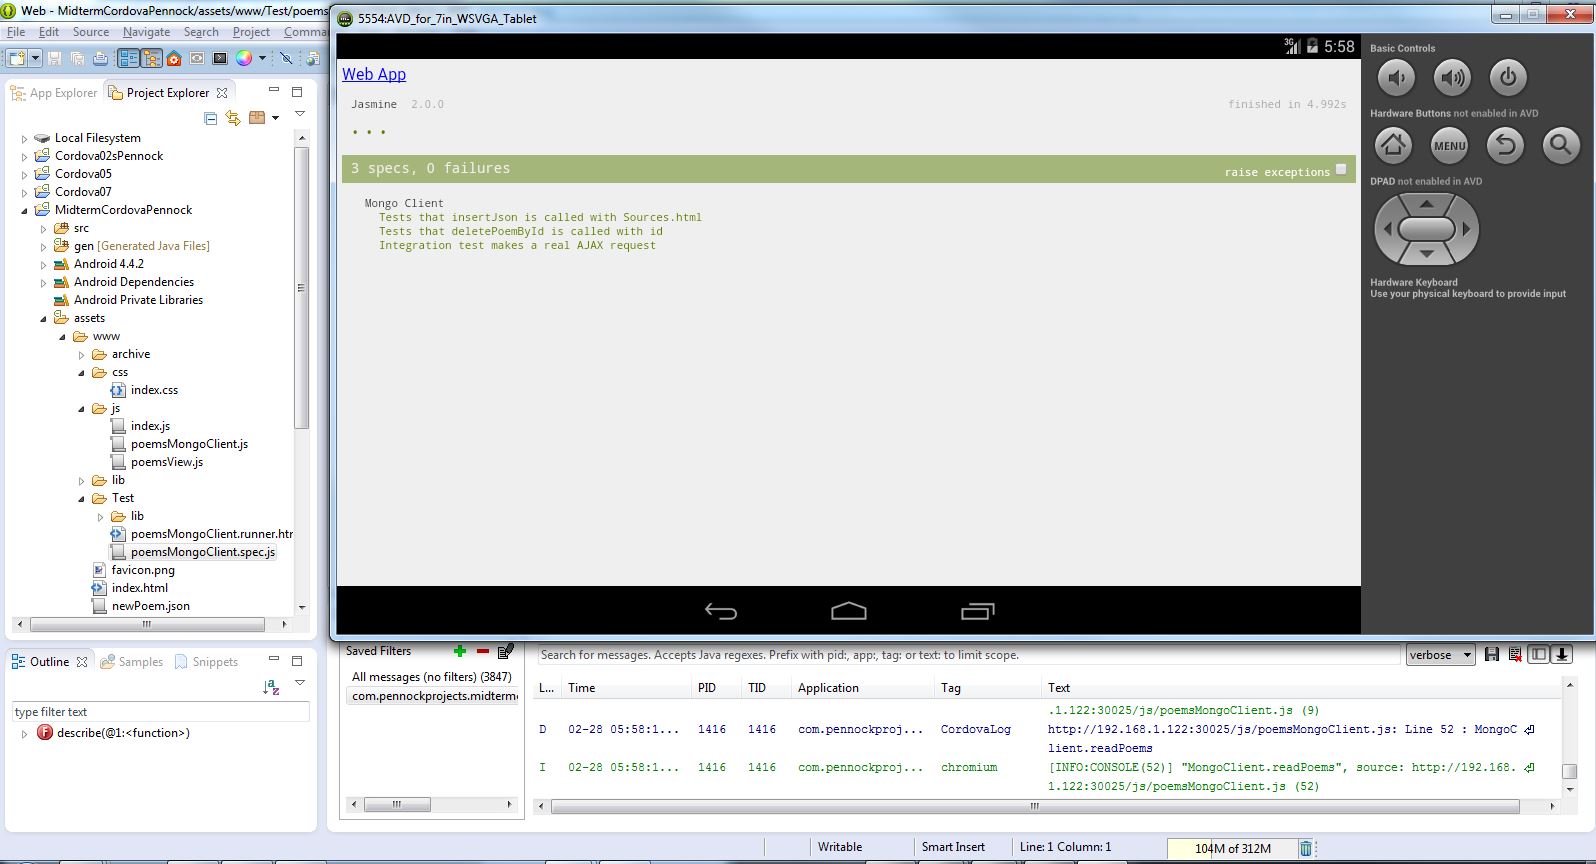 Web - MidtermCordovaPennock/assets/www/Test/poems
File Edit Source Navigate Search Project Comman
App Explorer Project Explorer
Local Filesystem
Cordova02sPennock
Cordova05
Cordova07
MidtermCordovaPennock
src
gen [Generated Java Files]
Android 4.4.2
Android Dependencies
Android Private Libraries
assets
www
archive
css
index.css
js
index.js
poemsMongoClient.js
poemsView.js
lib
Test
lib
poemsMongoClient.runner.htr
poemsMongoClient.spec.js
favicon.png
index.html
newPoem.json
Outline Samples Snippets
type filter text
describe(@1:<function>)
5554:AVD_for_7in_WSVGA_Tablet
3G 5:58
Web App
Jasmine 2.0.0 finished in 4.992s
3 specs, 0 failures
raise exceptions
Mongo Client
Tests that insertJson is called with Sources.html
Tests that deletePoemById is called with id
Integration test makes a real AJAX request
Basic Controls
Hardware Buttons not enabled in AVD
MENU
DPAD not enabled in AVD
Hardware Keyboard
Use your physical keyboard to provide input
Saved Filters
All messages (no filters) (3847)
com.pennockprojects.midterm
Search for messages. Accepts Java regexes. Prefix with pid:, app:, tag: or text: to limit scope.
verbose
L... Time PID TID Application Tag Text
.1.122:30025/js/poemsMongoClient.js (9)
D 02-28 05:58:1... 1416 1416 com.pennockproj... CordovaLog http://192.168.1.122:30025/js/poemsMongoClient.js: Line 52 : MongoC
lient.readPoems
I 02-28 05:58:1... 1416 1416 com.pennockproj... chromium [INFO:CONSOLE(52)] "MongoClient.readPoems", source: http://192.168.
1.122:30025/js/poemsMongoClient.js (52)
Writable Smart Insert Line: 1 Column: 1 104M of 312M